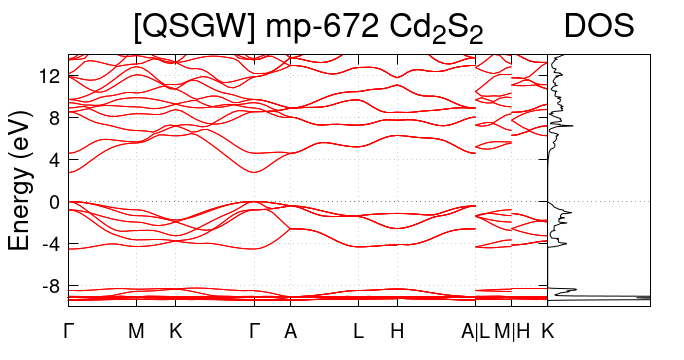 [QSGW] mp-672 Cd₂S₂ DOS
Energy (eV)
12
8
4
0
-4
-8
Γ M K Γ A L H A|L M|H K